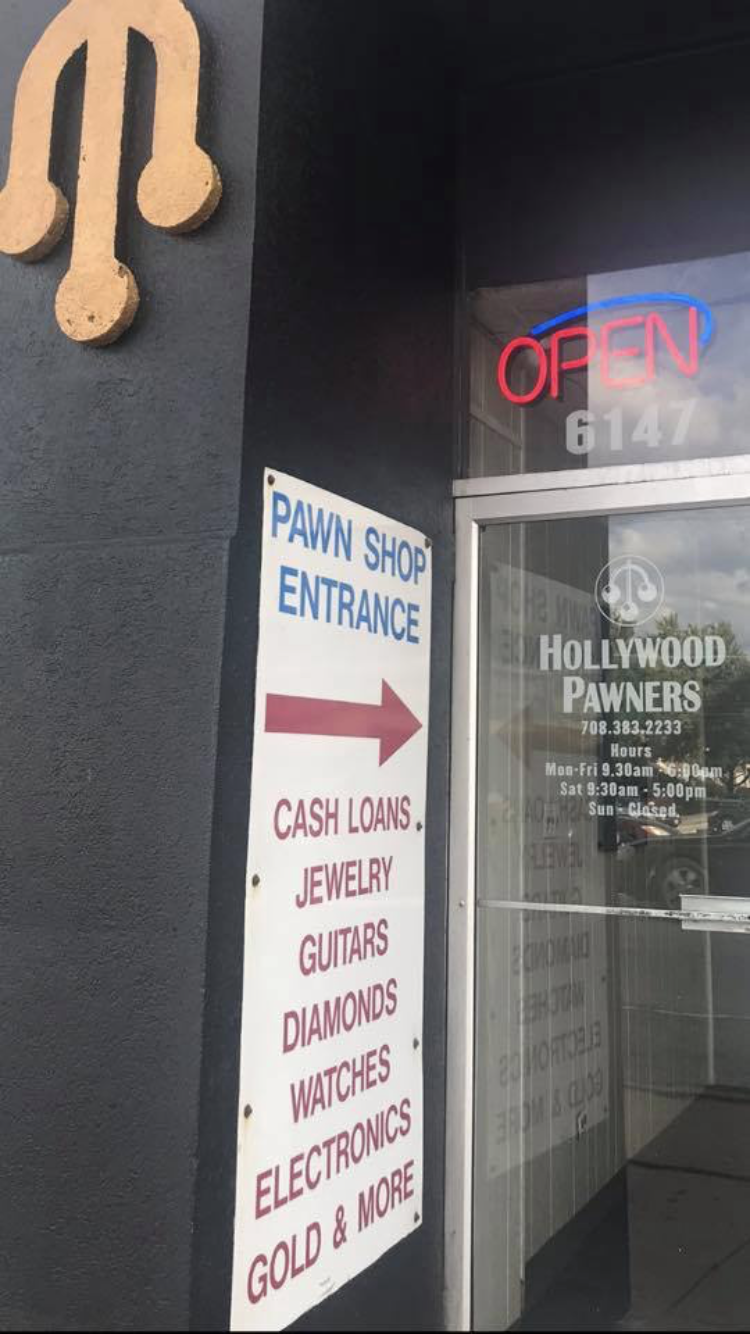 OPEN
6147
PAWN SHOP
ENTRANCE
CASH LOANS
JEWELRY
GUITARS
DIAMONDS
WATCHES
ELECTRONICS
GOLD & MORE
HOLLYWOOD
PAWNERS
708.383.2233
Hours
Mon-Fri 9.30am - 6:00pm
Sat 9:30am - 5:00pm
Sun - Closed